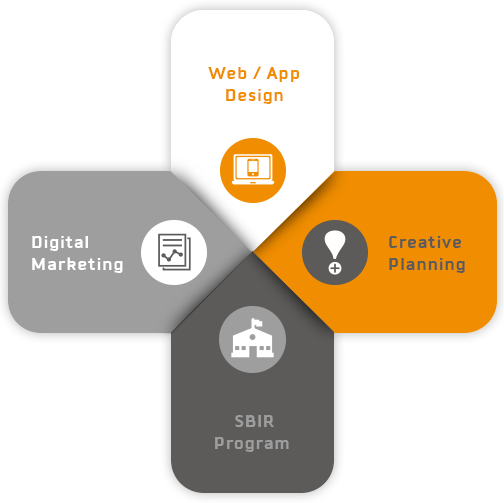 Web / App
Design
Digital
Marketing
Creative
Planning
SBIR
Program